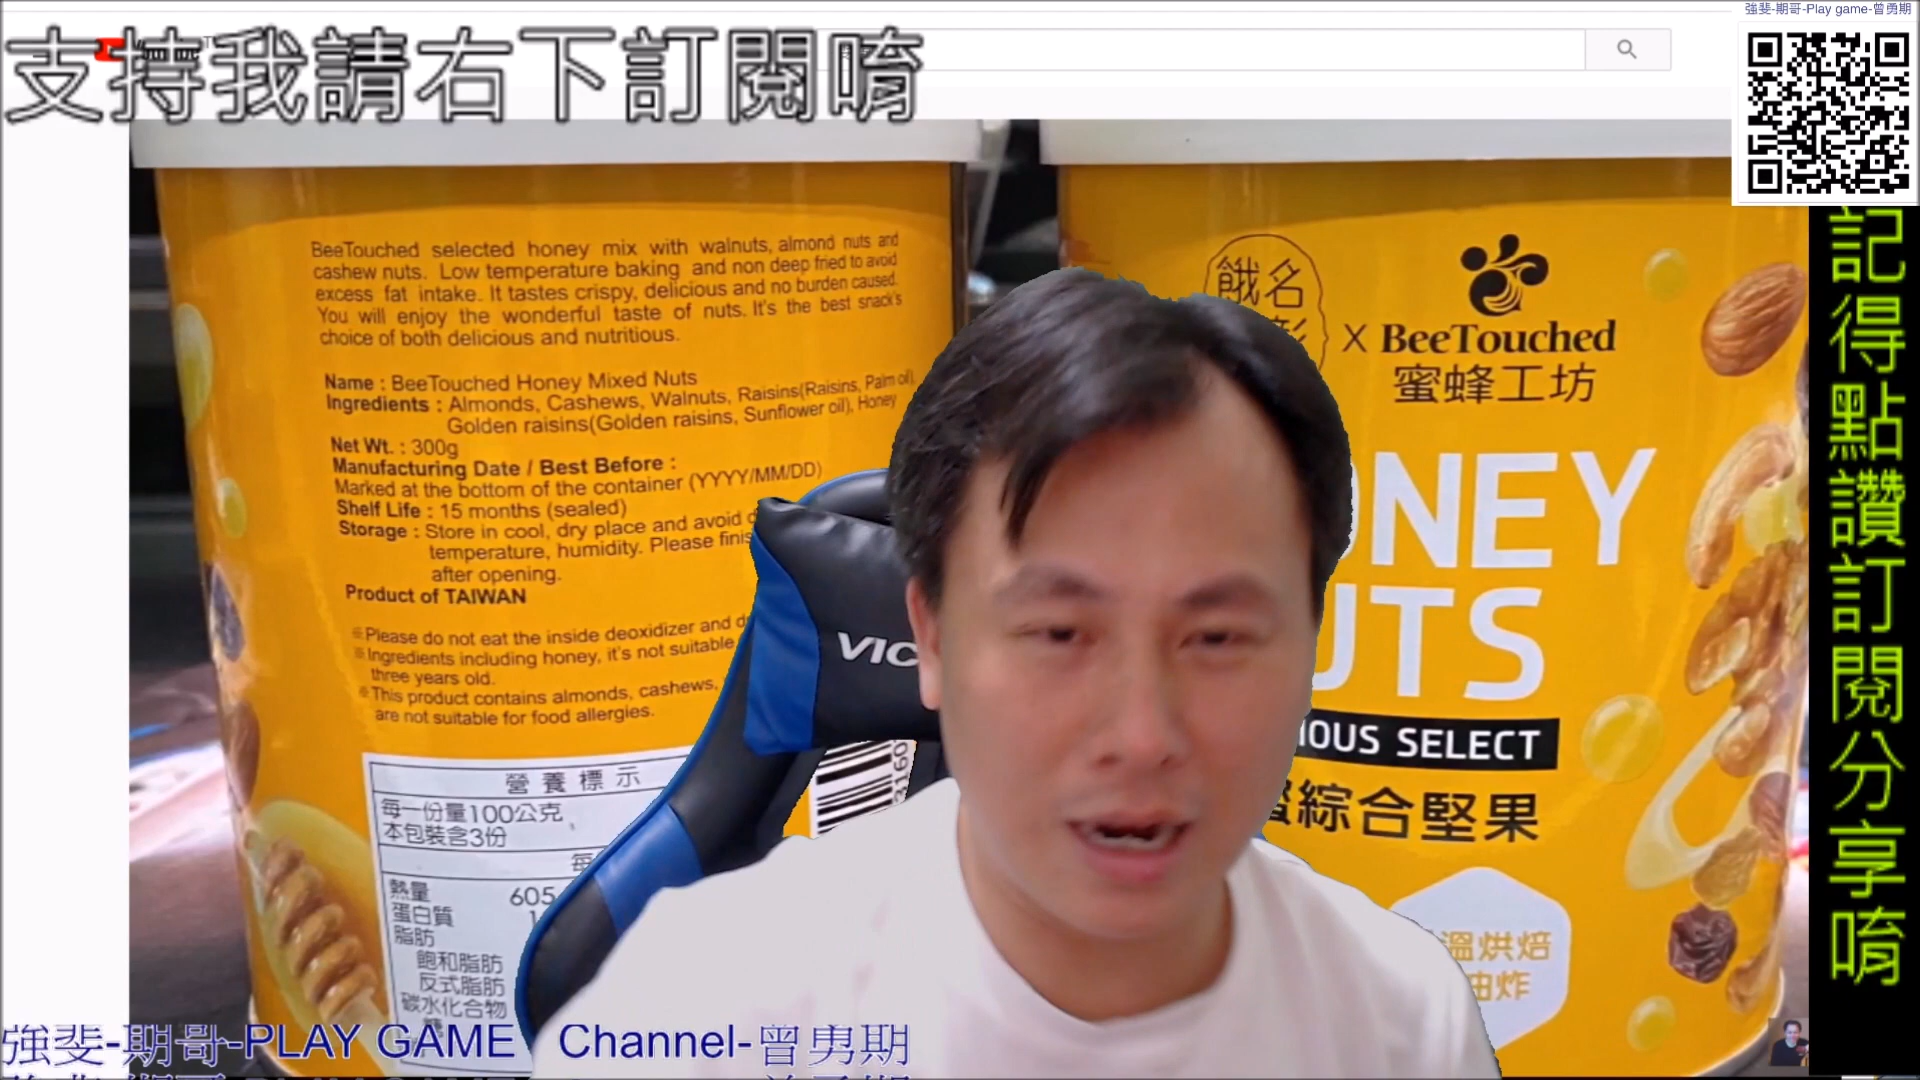 強斐-期哥-Play game-曾勇期
支持我請右下訂閱唷
BeeTouched selected honey mix with walnuts, almond nuts and
cashew nuts. Low temperature baking and non deep fried to avoid
excess fat intake. It tastes crispy, delicious and no burden caused.
You will enjoy the wonderful taste of nuts. It's the best snack's
choice of both delicious and nutritious.
Name : BeeTouched Honey Mixed Nuts
Ingredients : Almonds, Cashews, Walnuts, Raisins(Raisins, Palm oil),
Golden raisins(Golden raisins, Sunflower oil), Honey
Net Wt. : 300g
Manufacturing Date / Best Before :
Marked at the bottom of the container (YYYY/MM/DD)
Shelf Life : 15 months (sealed)
Storage : Store in cool, dry place and avoid
temperature, humidity. Please
after opening.
Product of TAIWAN
※Please do not eat the inside deoxidizer and
※Ingredients including honey, it's not suitable
three years old.
※This product contains almonds, cashews,
are not suitable for food allergies.
營養標示
每一份量100公克
本包裝含3份
每
熱量 605
蛋白質
脂肪
飽和脂肪
反式脂肪
碳水化合物
糖
3160
VIC
餓名
X BeeTouched
蜜蜂工坊
NEY
UTS
IOUS SELECT
綜合堅果
溫烘焙
油炸
記得點讚訂閱分享唷
強斐-期哥-PLAY GAME Channel-曾勇期